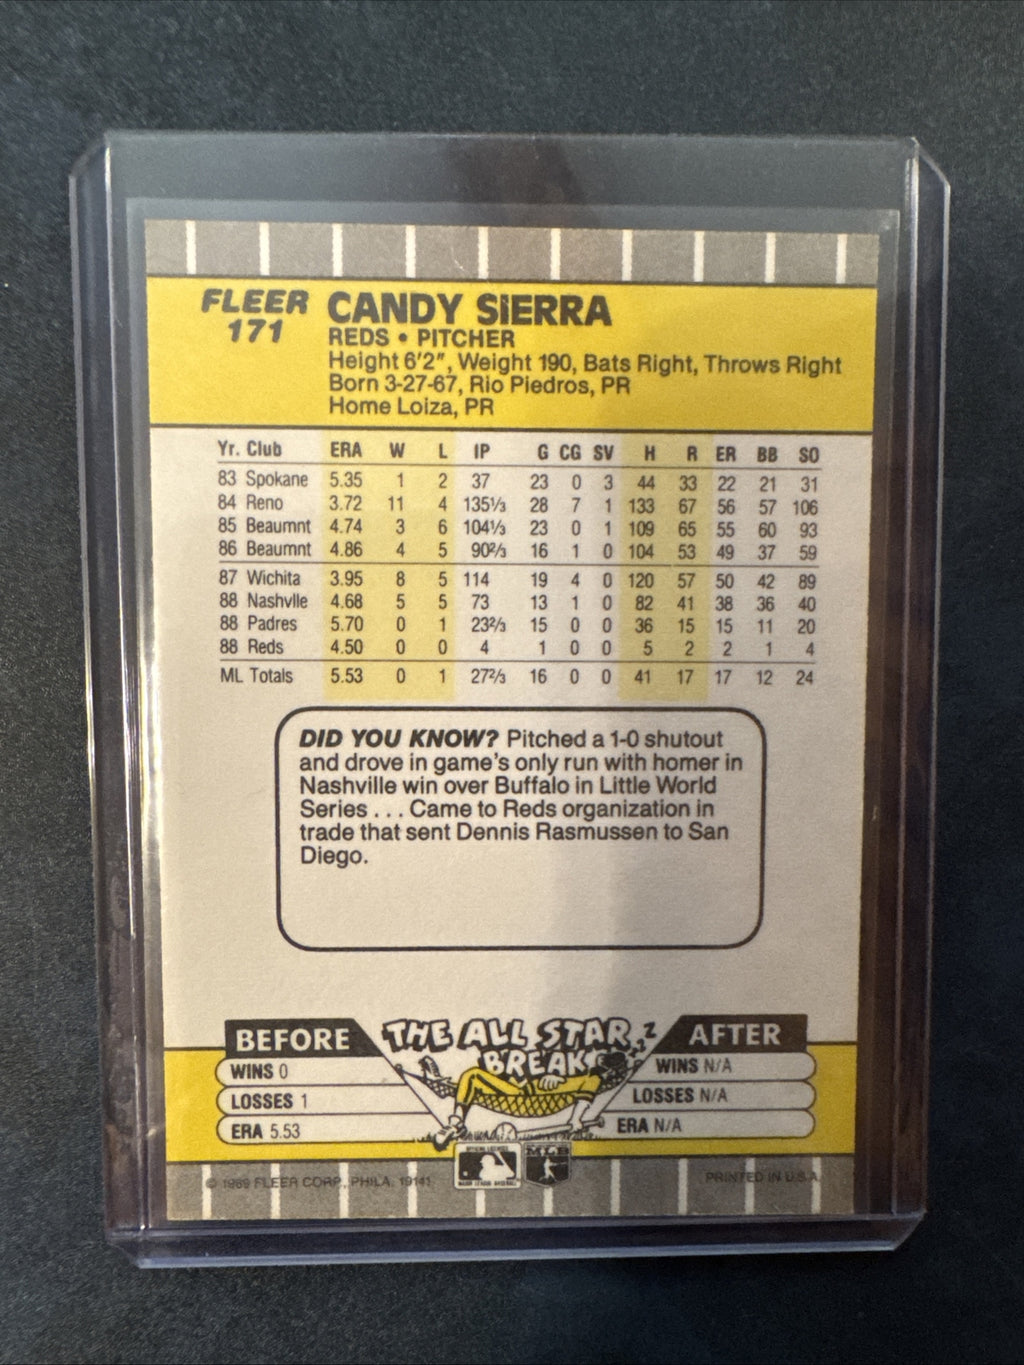 FLEER
171
CANDY SIERRA
REDS • PITCHER
Height 6'2", Weight 190, Bats Right, Throws Right
Born 3-27-67, Rio Piedros, PR
Home Loiza, PR
Yr. Club ERA W L IP G CG SV H R ER BB SO
83 Spokane 5.35 1 2 37 23 0 3 44 33 22 21 31
84 Reno 3.72 11 4 135⅓ 28 7 1 133 67 56 57 106
85 Beaumnt 4.74 3 6 104⅓ 23 0 1 109 65 55 60 93
86 Beaumnt 4.86 4 5 90⅔ 16 1 0 104 53 49 37 59
87 Wichita 3.95 8 5 114 19 4 0 120 57 50 42 89
88 Nashvlle 4.68 5 5 73 13 1 0 82 41 38 36 40
88 Padres 5.70 0 1 23⅔ 15 0 0 36 15 15 11 20
88 Reds 4.50 0 0 4 1 0 0 5 2 2 1 4
ML Totals 5.53 0 1 27⅔ 16 0 0 41 17 17 12 24
DID YOU KNOW? Pitched a 1-0 shutout
and drove in game's only run with homer in
Nashville win over Buffalo in Little World
Series . . . Came to Reds organization in
trade that sent Dennis Rasmussen to San
Diego.
BEFORE THE ALL STAR BREAK AFTER
WINS 0 WINS N/A
LOSSES 1 LOSSES N/A
ERA 5.53 ERA N/A
© 1989 FLEER CORP., PHILA. 19141 PRINTED IN U.S.A.